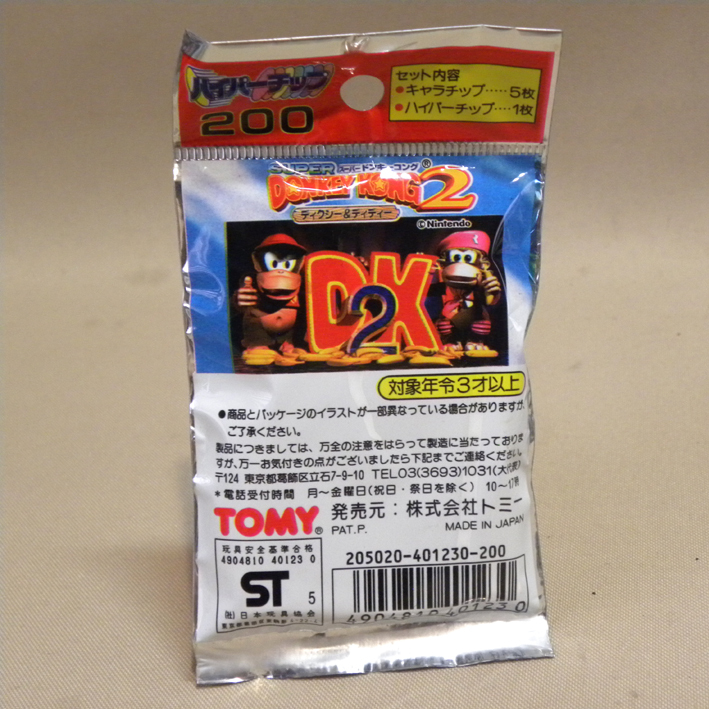 ハイパーチップ
200
セット内容
●キャラチップ‥‥‥5枚
●ハイパーチップ‥‥1枚
SUPER スーパードンキーコング®
DONKEY KONG 2
ディクシー&ディディー
©Nintendo
D2K
対象年令3才以上
●商品とパッケージのイラストが一部異なっている場合がありますが、
ご了承ください。
製品につきましては、万全の注意をはらって製造に当たっておりま
すが、万一お気付きの点がございましたら下記までご連絡ください。
〒124 東京都葛飾区立石7-9-10 TEL03(3693)1031(大代表)
*電話受付時間 月〜金曜日(祝日・祭日を除く) 10〜17時
TOMY® 発売元:株式会社トミー
PAT.P. MADE IN JAPAN
玩具安全基準合格
4904810 40123 0
ST 5
(社)日本玩具協会
205020-401230-200
4904810 401230